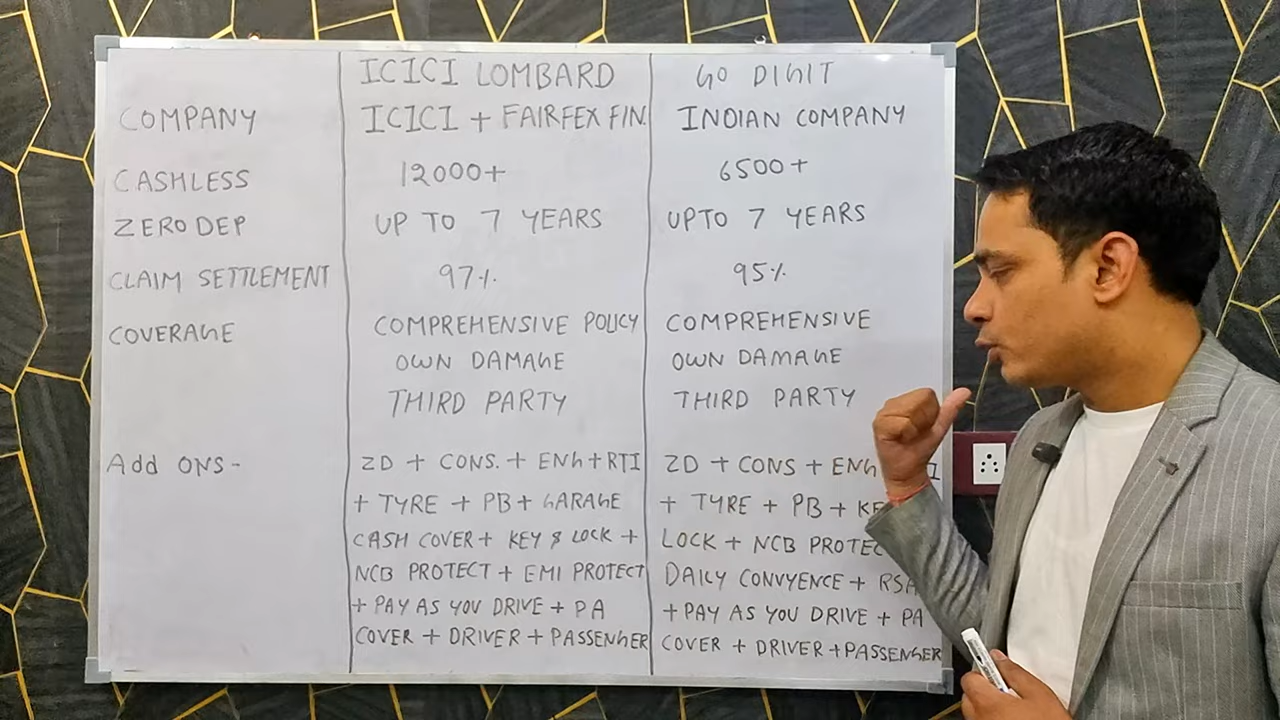 ICICI LOMBARD GO DIGIT
COMPANY ICICI + FAIRFEX FIN. INDIAN COMPANY
CASHLESS 12000+ 6500+
ZERO DEP UP TO 7 YEARS UPTO 7 YEARS
CLAIM SETTLEMENT 97% 95%
COVERAGE COMPREHENSIVE POLICY COMPREHENSIVE
OWN DAMAGE OWN DAMAGE
THIRD PARTY THIRD PARTY
Add ONS- ZD + CONS. + ENG+RTI ZD + CONS + ENG
+ TYRE + PB + GARAGE + TYRE + PB +
CASH COVER + KEY & LOCK + LOCK + NCB
NCB PROTECT + EMI PROTECT DAILY CONVYENCE +
+ PAY AS YOU DRIVE + PA + PAY AS YOU DRIVE + PA
COVER + DRIVER + PASSENGER COVER + DRIVER + PASSENGER